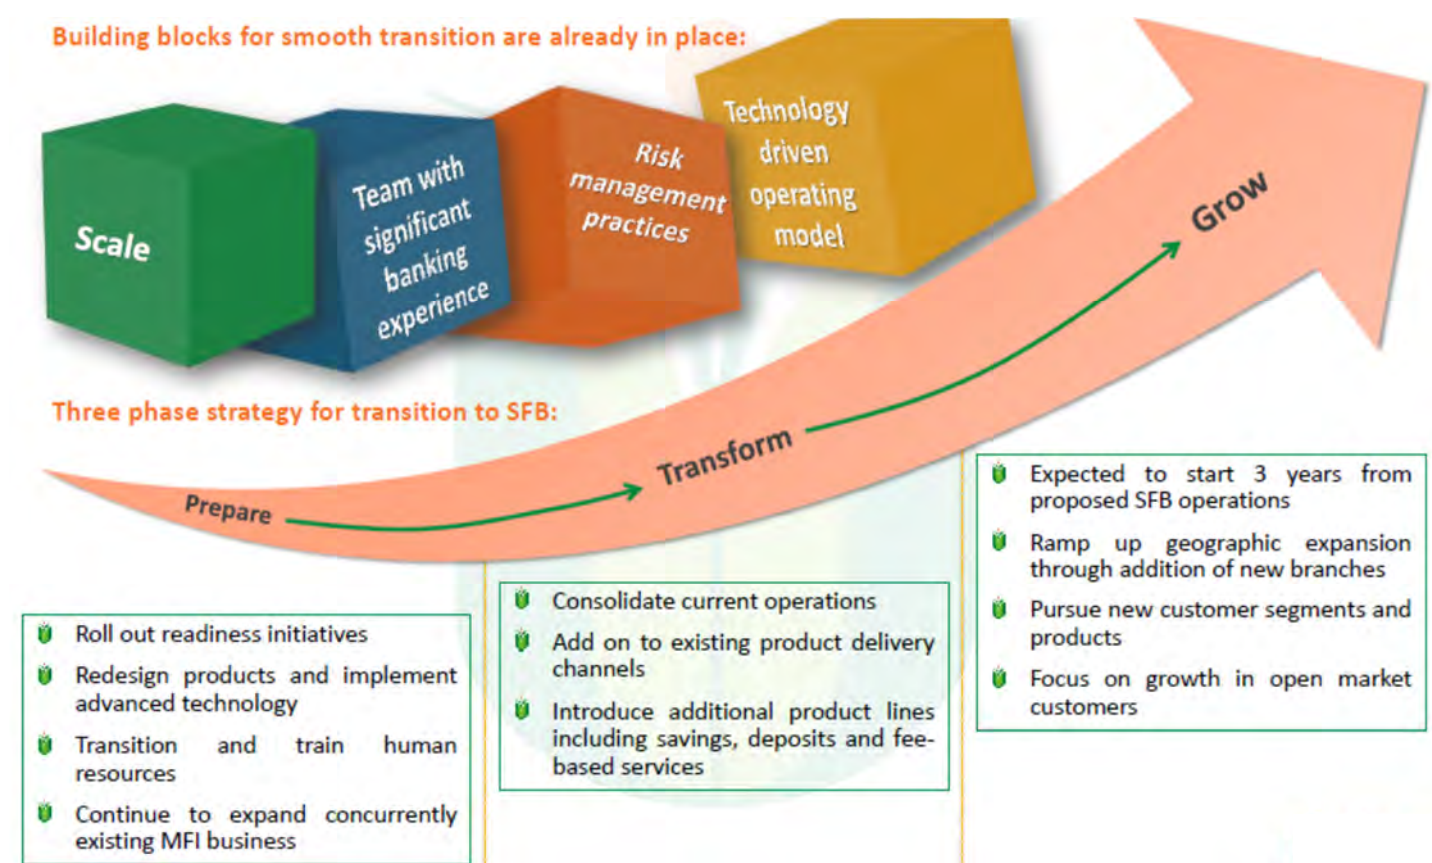 Building blocks for smooth transition are already in place:
Scale
Team with
significant
banking
experience
Risk
management
practices
Technology
driven
operating
model
Three phase strategy for transition to SFB:
Prepare
Transform
Grow
Roll out readiness initiatives
Redesign products and implement
advanced technology
Transition and train human
resources
Continue to expand concurrently
existing MFI business
Consolidate current operations
Add on to existing product delivery
channels
Introduce additional product lines
including savings, deposits and fee-
based services
Expected to start 3 years from
proposed SFB operations
Ramp up geographic expansion
through addition of new branches
Pursue new customer segments and
products
Focus on growth in open market
customers